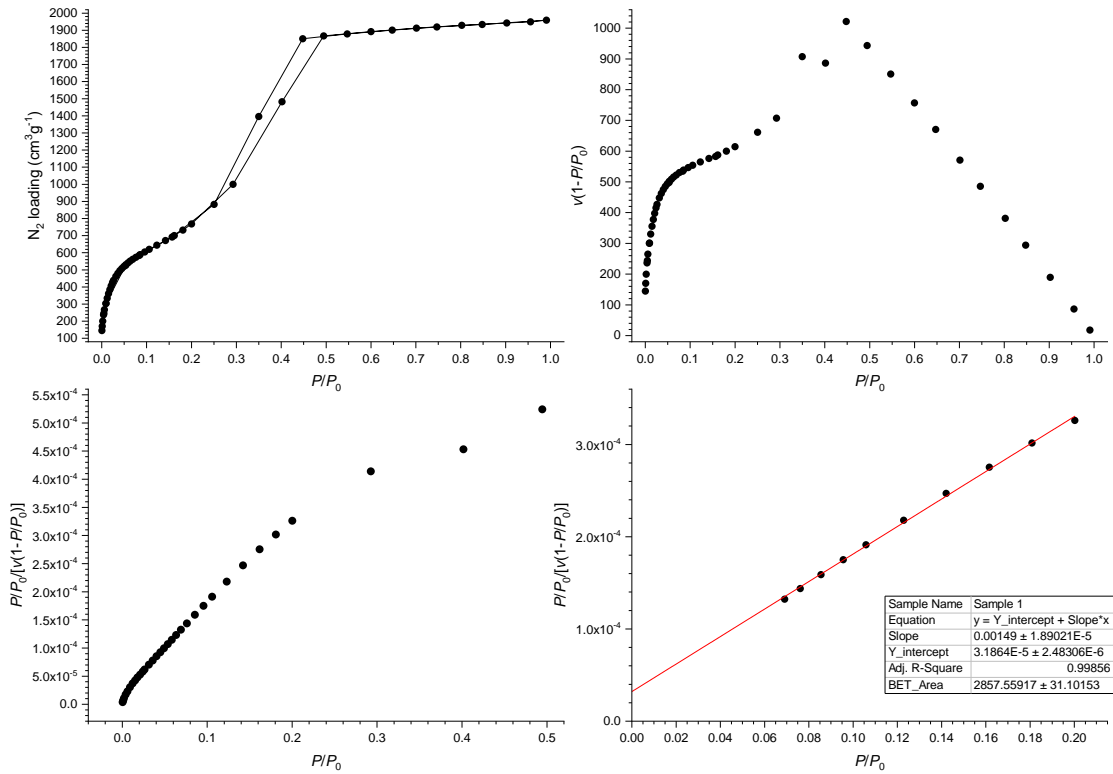 2000
1900
1800
1700
1600
1500
1400
1300
1200
1100
1000
900
800
700
600
500
400
300
200
100
N₂ loading (cm³g⁻¹)
0.0 0.1 0.2 0.3 0.4 0.5 0.6 0.7 0.8 0.9 1.0
P/P₀
1000
900
800
700
600
500
400
300
200
100
0
v(1-P/P₀)
0.0 0.1 0.2 0.3 0.4 0.5 0.6 0.7 0.8 0.9 1.0
P/P₀
5.5x10⁻⁴
5.0x10⁻⁴
4.5x10⁻⁴
4.0x10⁻⁴
3.5x10⁻⁴
3.0x10⁻⁴
2.5x10⁻⁴
2.0x10⁻⁴
1.5x10⁻⁴
1.0x10⁻⁴
5.0x10⁻⁵
0.0
P/P₀/[v(1-P/P₀)]
0.0 0.1 0.2 0.3 0.4 0.5
P/P₀
3.0x10⁻⁴
2.0x10⁻⁴
1.0x10⁻⁴
0.0
P/P₀/[v(1-P/P₀)]
Sample Name Sample 1
Equation y = Y_intercept + Slope*x
Slope 0.00149 ± 1.89021E-5
Y_intercept 3.1864E-5 ± 2.48306E-6
Adj. R-Square 0.99856
BET_Area 2857.55917 ± 31.10153
0.00 0.02 0.04 0.06 0.08 0.10 0.12 0.14 0.16 0.18 0.20
P/P₀